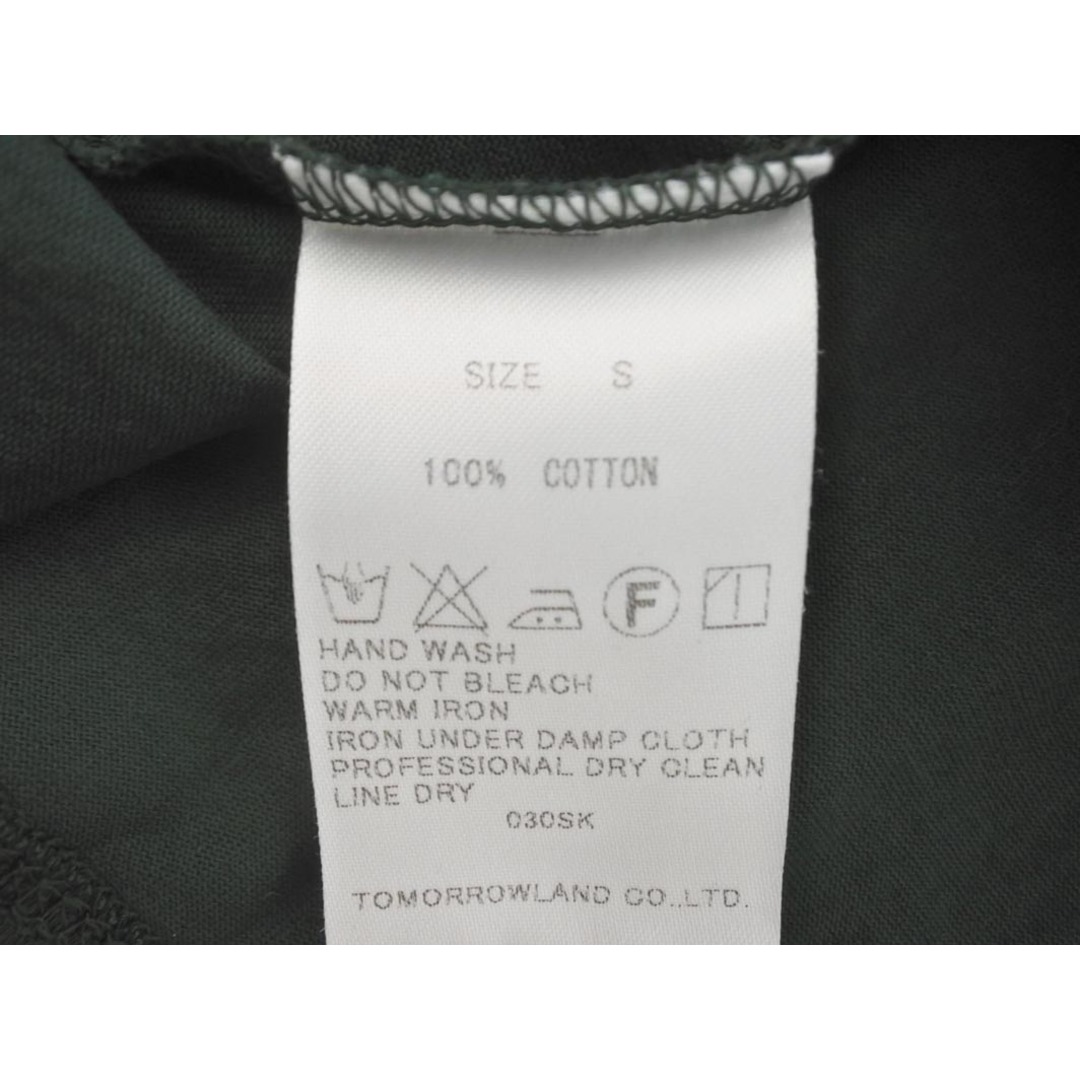 SIZE S
100% COTTON
F
HAND WASH
DO NOT BLEACH
WARM IRON
IRON UNDER DAMP CLOTH
PROFESSIONAL DRY CLEAN
LINE DRY
030SK
TOMORROWLAND CO.,LTD.